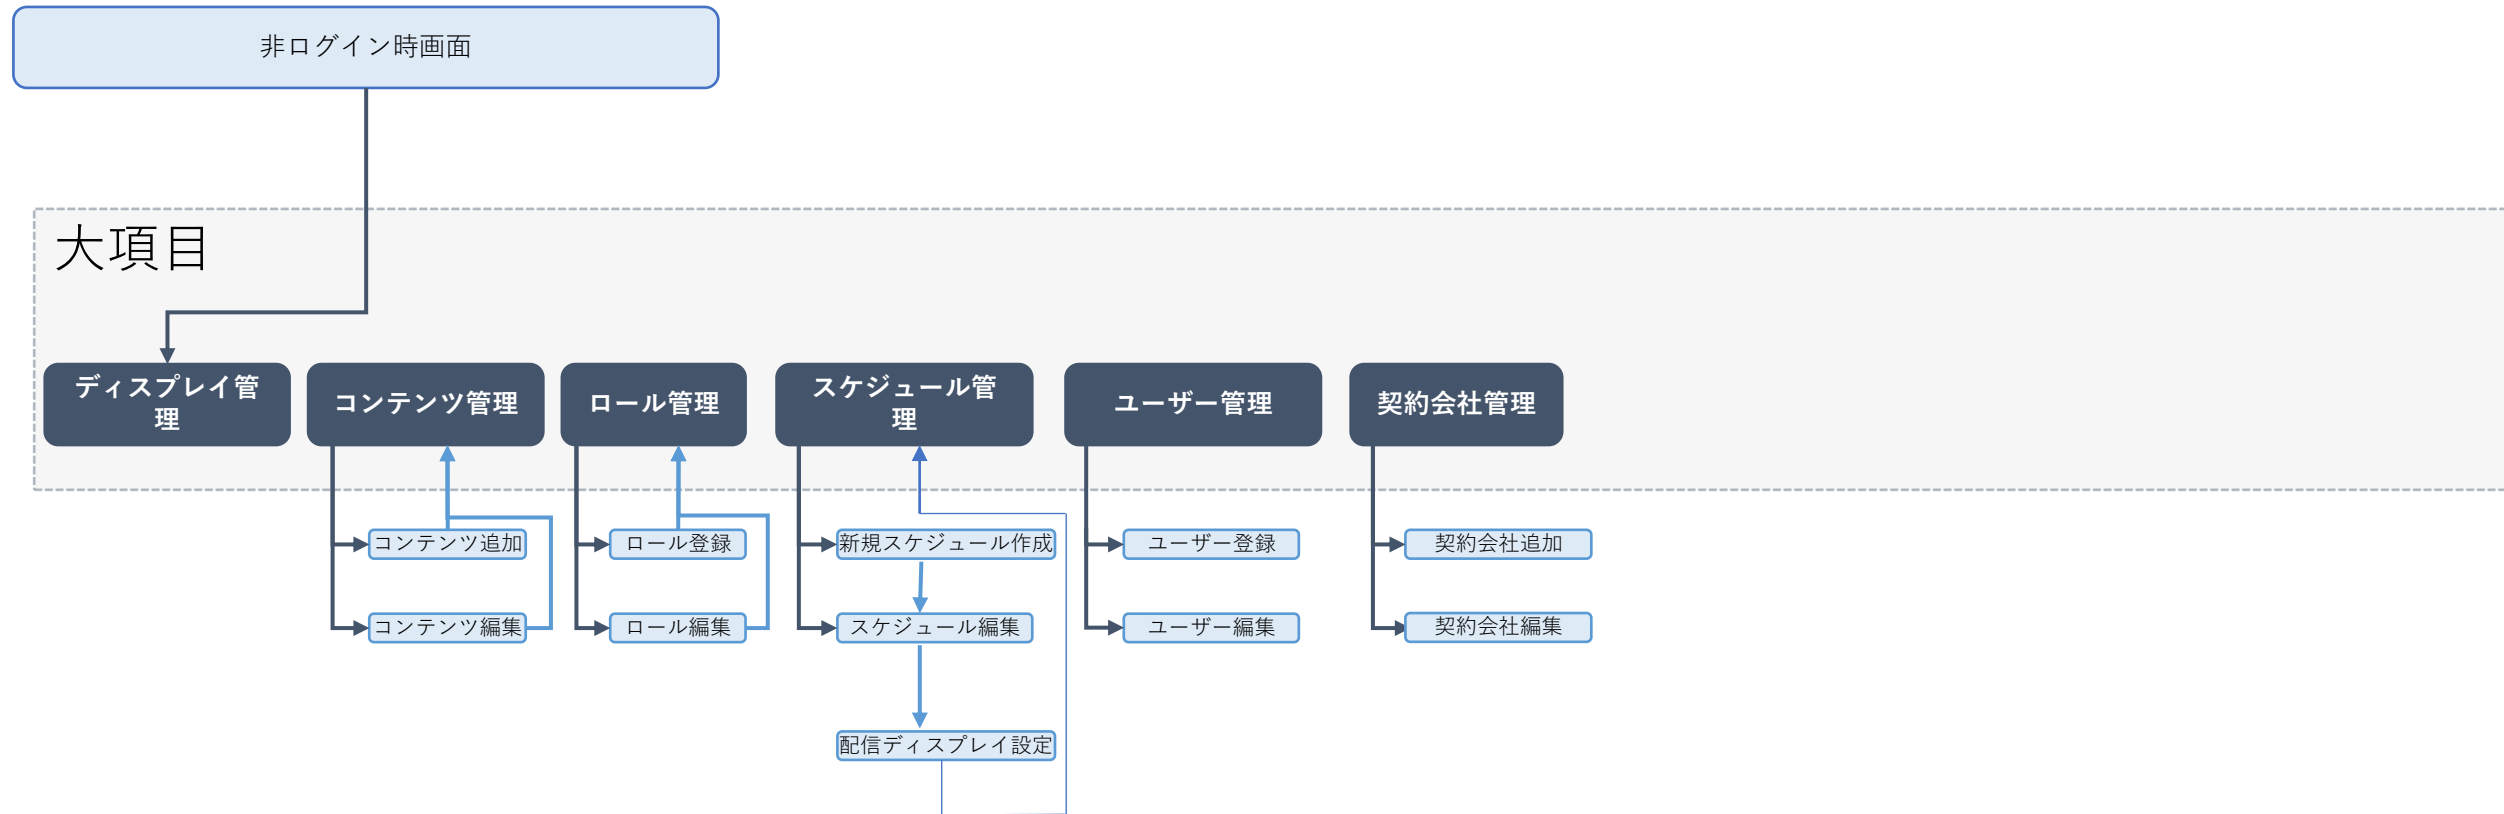 非ログイン時画面
大項目
ディスプレイ管
理
コンテンツ管理
ロール管理
スケジュール管
理
ユーザー管理
契約会社管理
コンテンツ追加
ロール登録
新規スケジュール作成
ユーザー登録
契約会社追加
コンテンツ編集
ロール編集
スケジュール編集
ユーザー編集
契約会社編集
配信ディスプレイ設定